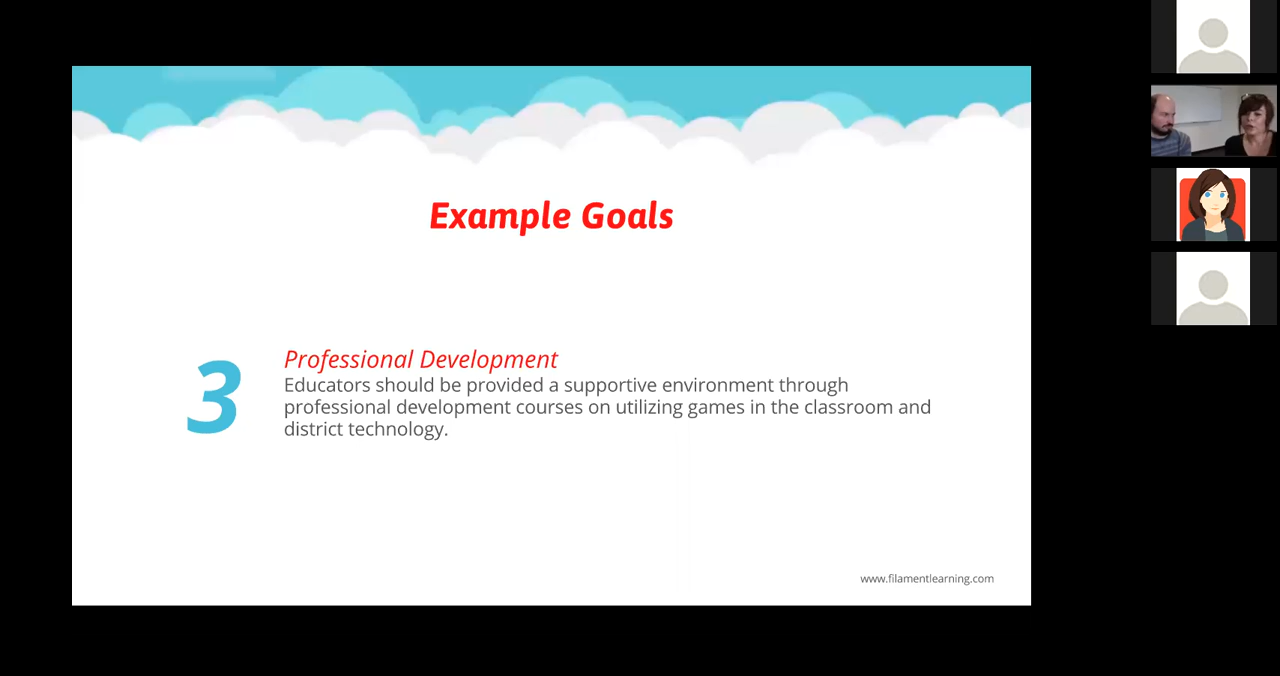 Example Goals
3
Professional Development
Educators should be provided a supportive environment through
professional development courses on utilizing games in the classroom and
district technology.
www.filamentlearning.com